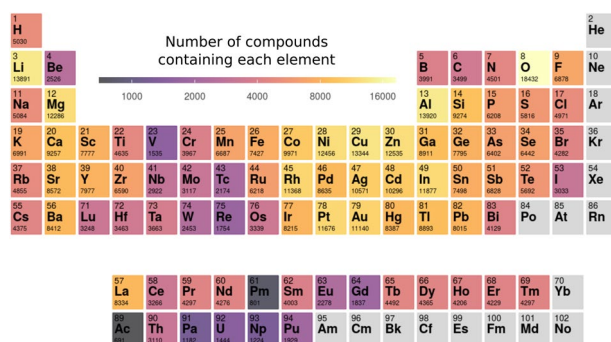 1 2
H He
5030
Number of compounds
containing each element
1000 2000 4000 8000 16000
3 4 5 6 7 8 9 10
Li Be B C N O F Ne
13891 2526 3991 3499 4501 18432 6878
11 12 13 14 15 16 17 18
Na Mg Al Si P S Cl Ar
5084 12286 13920 9274 6208 5816 4971
19 20 21 22 23 24 25 26 27 28 29 30 31 32 33 34 35 36
K Ca Sc Ti V Cr Mn Fe Co Ni Cu Zn Ga Ge As Se Br Kr
6991 9257 7777 4635 1535 3967 6687 7427 9971 12456 13344 12535 8911 7795 6402 6442 4282
37 38 39 40 41 42 43 44 45 46 47 48 49 50 51 52 53 54
Rb Sr Y Zr Nb Mo Tc Ru Rh Pd Ag Cd In Sn Sb Te I Xe
4855 8572 7977 6590 2922 3117 2174 6218 11368 8635 10571 10296 11877 7498 6828 5692 3033
55 56 71 72 73 74 75 76 77 78 79 80 81 82 83 84 85 86
Cs Ba Lu Hf Ta W Re Os Ir Pt Au Hg Tl Pb Bi Po At Rn
4375 8412 3248 3463 3663 2453 1754 3339 8215 11676 11140 8387 8893 8015 4129
57 58 59 60 61 62 63 64 65 66 67 68 69 70
La Ce Pr Nd Pm Sm Eu Gd Tb Dy Ho Er Tm Yb
8334 3266 4297 4276 801 4003 2278 1837 4492 4365 4206 4229 4297
89 90 91 92 93 94 95 96 97 98 99 100 101 102
Ac Th Pa U Np Pu Am Cm Bk Cf Es Fm Md No